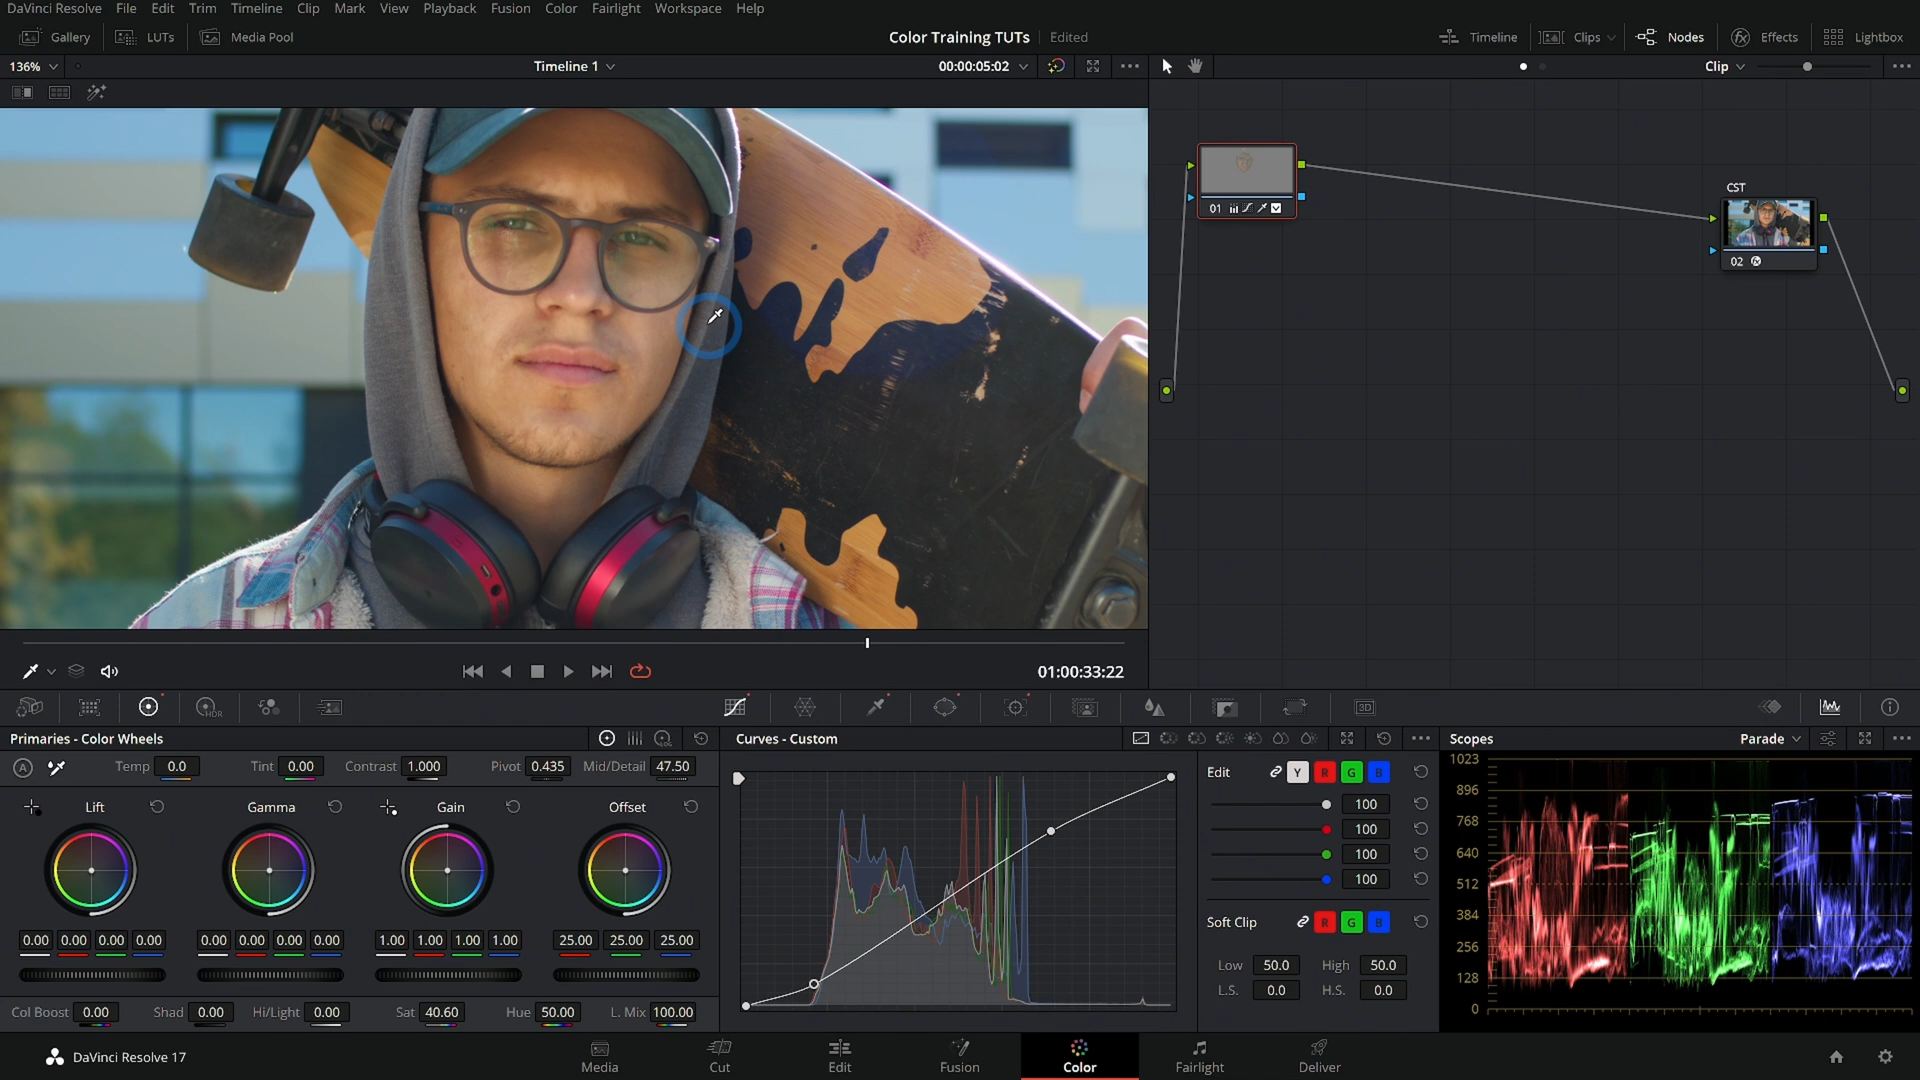 DaVinci Resolve File Edit Trim Timeline Clip Mark View Playback Fusion Color Fairlight Workspace Help
Gallery LUTs Media Pool Color Training TUTs Edited Timeline Clips Nodes Effects Lightbox
136% Timeline 1 00:00:05:02 Clip
CST
01
02
01:00:33:22
HDR
3D
Primaries - Color Wheels
Curves - Custom
Scopes Parade
Temp 0.0 Tint 0.00 Contrast 1.000 Pivot 0.435 Mid/Detail 47.50
A
Edit Y R G B
Lift Gamma Gain Offset
100
100
100
100
Soft Clip R G B
0.00 0.00 0.00 0.00 0.00 0.00 0.00 0.00 1.00 1.00 1.00 1.00 25.00 25.00 25.00
Low 50.0 High 50.0
L.S. 0.0 H.S. 0.0
Col Boost 0.00 Shad 0.00 Hi/Light 0.00 Sat 40.60 Hue 50.00 L. Mix 100.00
1023
896
768
640
512
384
256
128
0
DaVinci Resolve 17
Media Cut Edit Fusion Color Fairlight Deliver